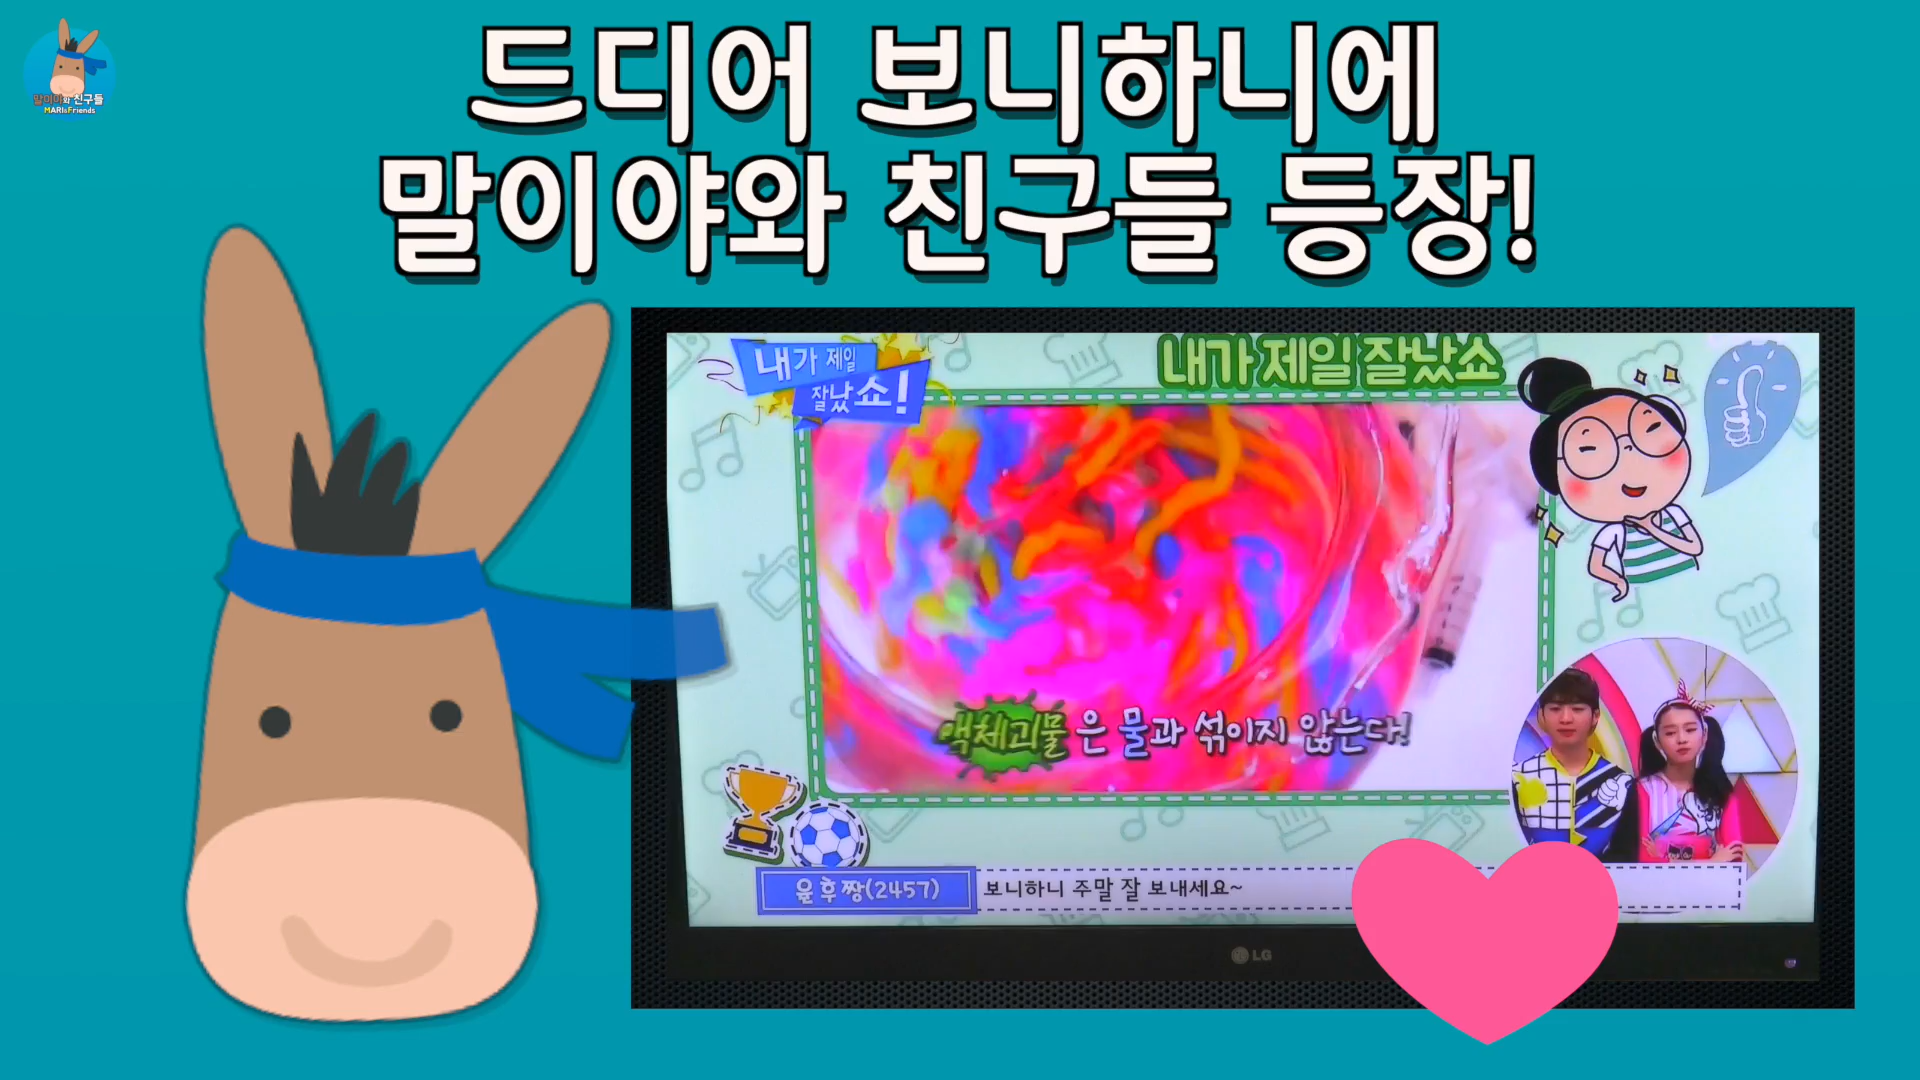 드디어 보니하니에
말이야와 친구들 등장!
말이야와 친구들
MARI&Friends
내가 제일
잘났쇼!
내가 제일 잘났쇼
액체괴물은 물과 섞이지 않는다!
윤후짱(2457)
보니하니 주말 잘 보내세요~
LG